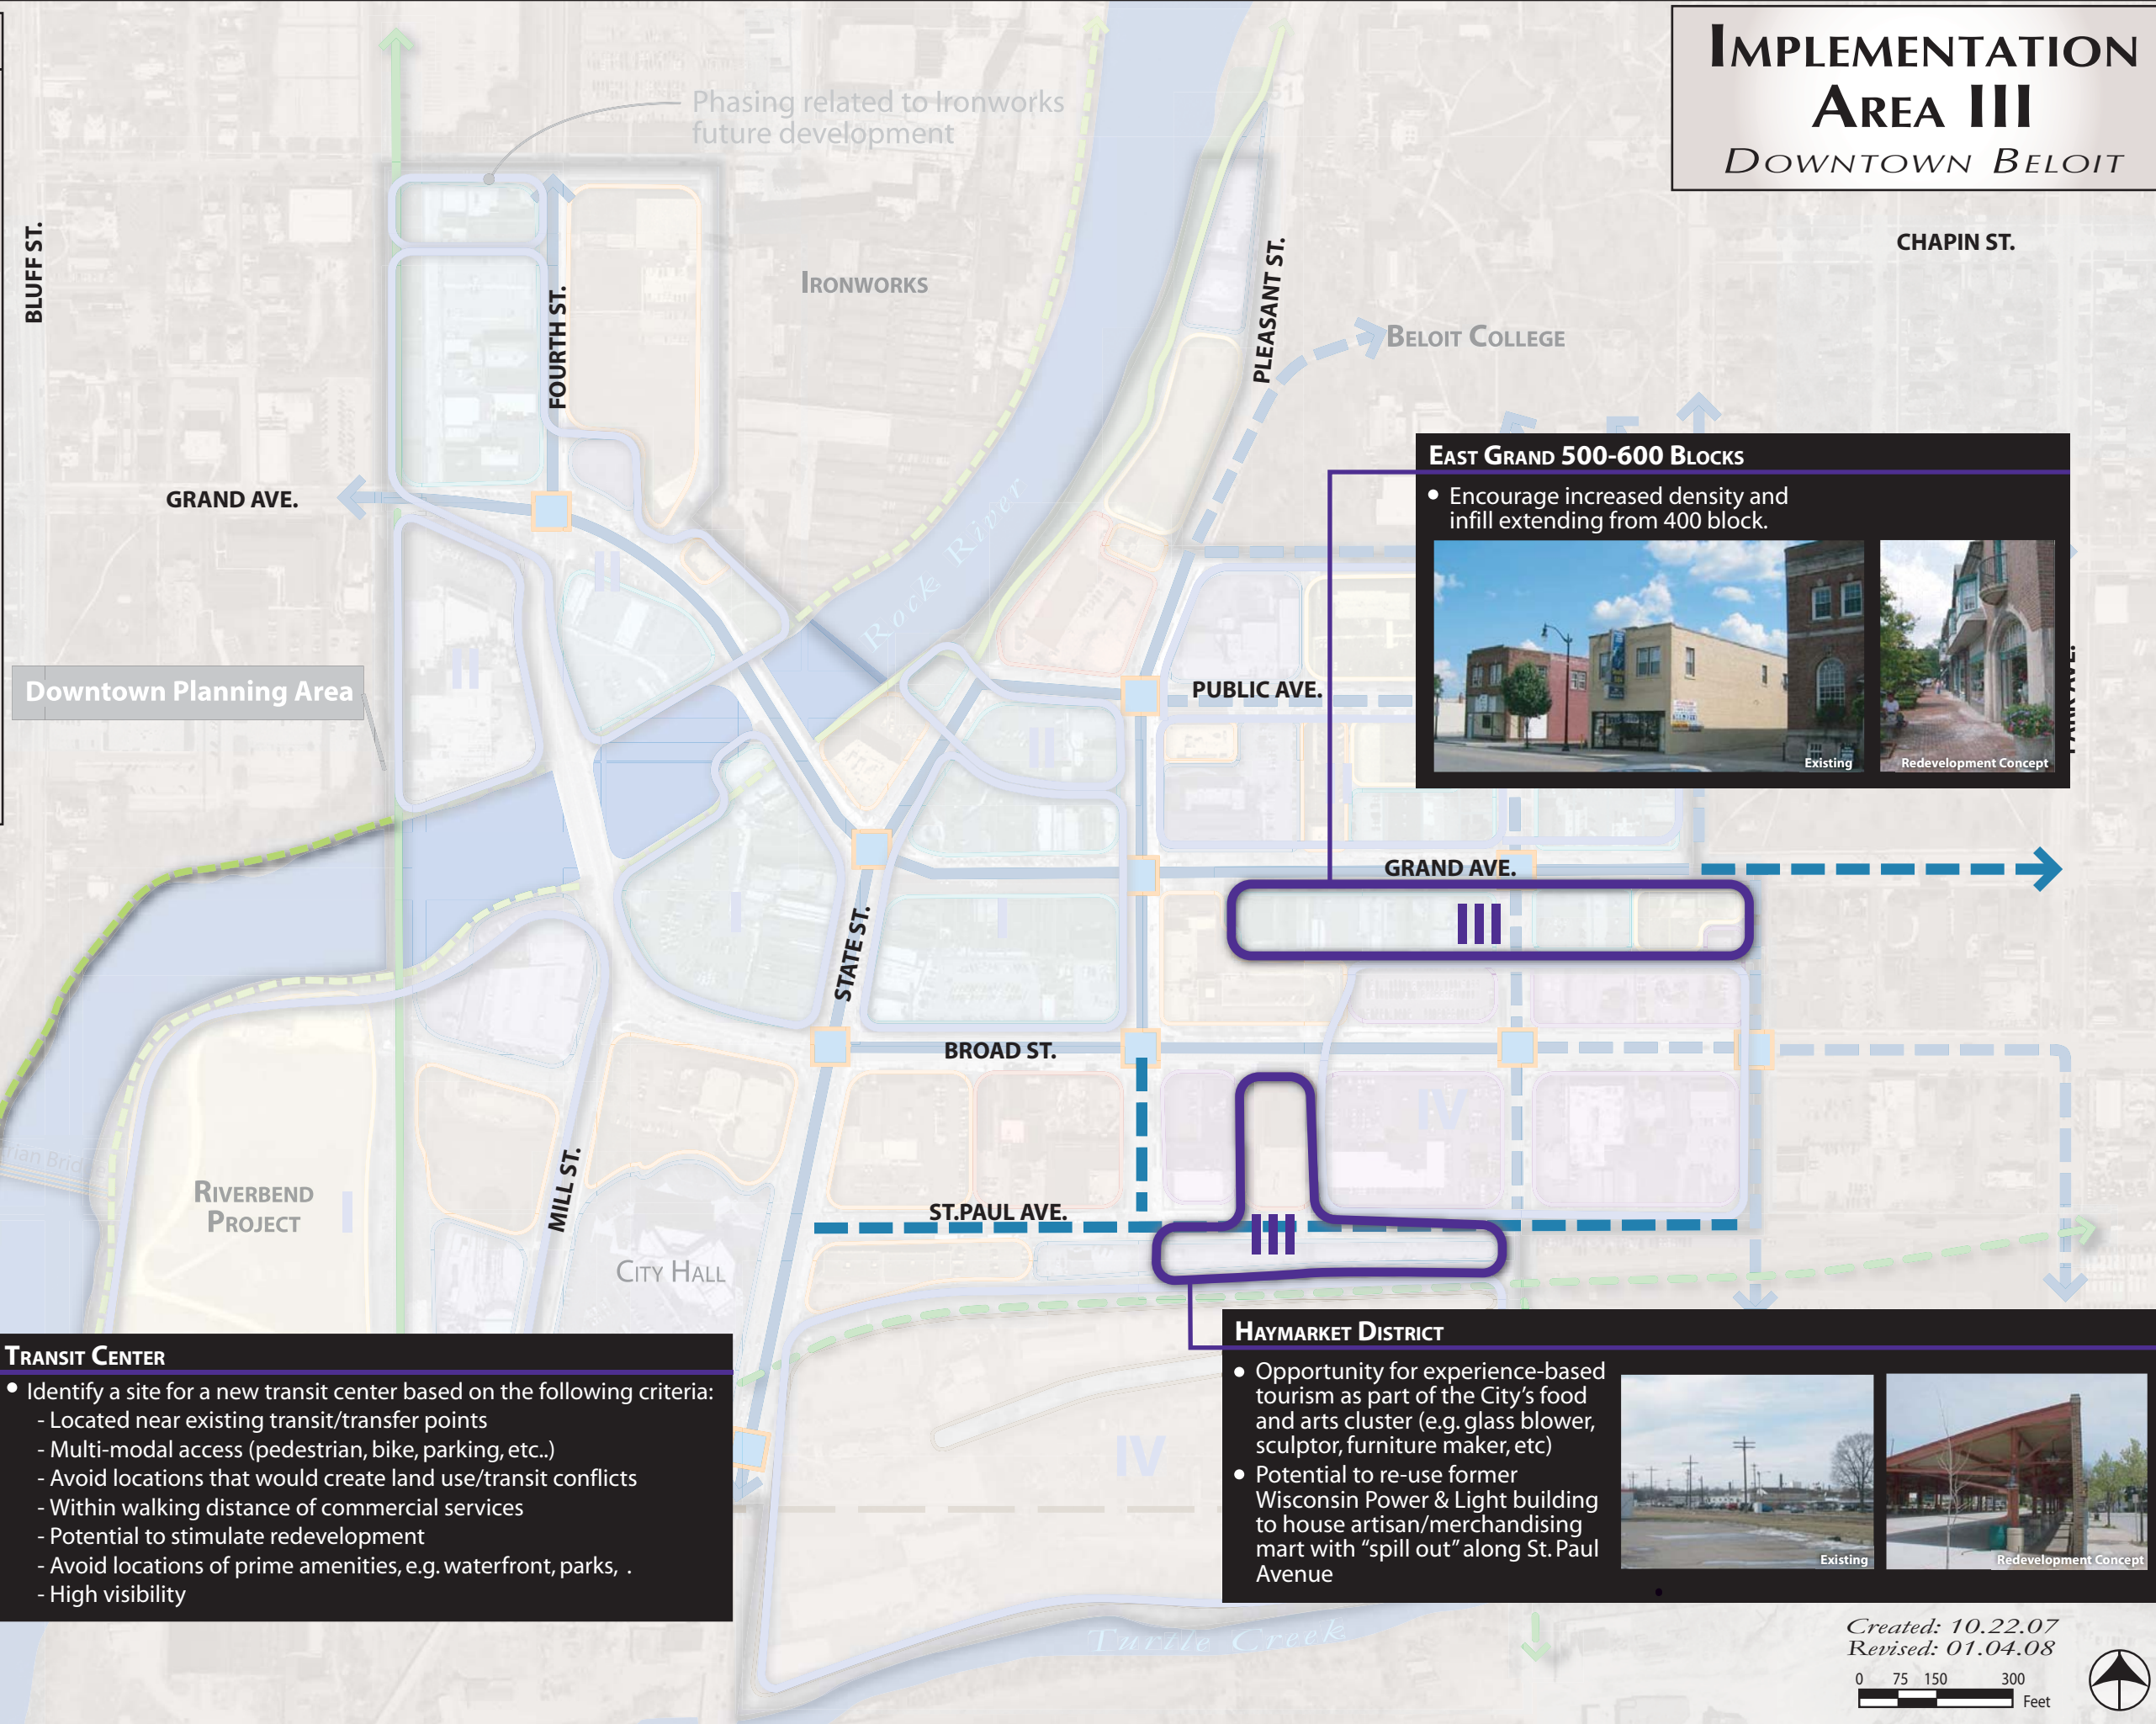 IMPLEMENTATION
AREA III
DOWNTOWN BELOIT
Phasing related to Ironworks
future development
51
CHAPIN ST.
BLUFF ST.
FOURTH ST.
IRONWORKS
PLEASANT ST.
BELOIT COLLEGE
GRAND AVE.
EAST GRAND 500-600 BLOCKS
• Encourage increased density and
infill extending from 400 block.
Existing
Redevelopment Concept
Rock River
II
II
Downtown Planning Area
PUBLIC AVE.
PARK AVE.
II
I
GRAND AVE.
III
I
I
STATE ST.
BROAD ST.
IV
RIVERBEND
PROJECT
I
MILL ST.
ST.PAUL AVE.
III
CITY HALL
TRANSIT CENTER
• Identify a site for a new transit center based on the following criteria:
- Located near existing transit/transfer points
- Multi-modal access (pedestrian, bike, parking, etc..)
- Avoid locations that would create land use/transit conflicts
- Within walking distance of commercial services
- Potential to stimulate redevelopment
- Avoid locations of prime amenities, e.g. waterfront, parks, .
- High visibility
HAYMARKET DISTRICT
• Opportunity for experience-based
tourism as part of the City's food
and arts cluster (e.g. glass blower,
sculptor, furniture maker, etc)
• Potential to re-use former
Wisconsin Power & Light building
to house artisan/merchandising
mart with "spill out" along St. Paul
Avenue
Existing
Redevelopment Concept
IV
Turtle Creek
Created: 10.22.07
Revised: 01.04.08
0 75 150 300
Feet